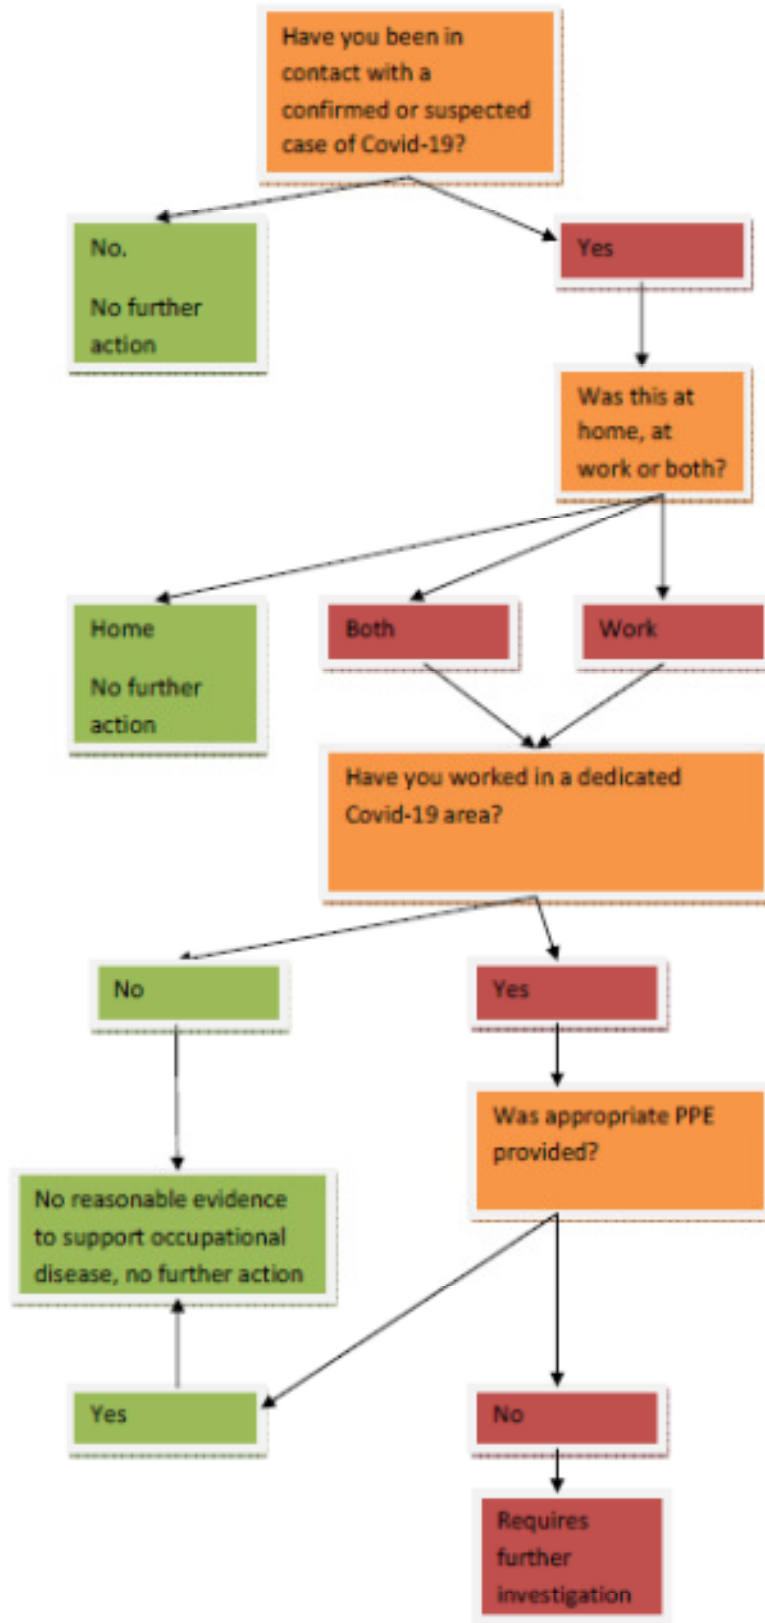 Have you been in
contact with a
confirmed or suspected
case of Covid-19?
No.
No further
action
Yes
Was this at
home, at
work or both?
Home
No further
action
Both
Work
Have you worked in a dedicated
Covid-19 area?
No
Yes
Was appropriate PPE
provided?
No reasonable evidence
to support occupational
disease, no further action
Yes
No
Requires
further
investigation